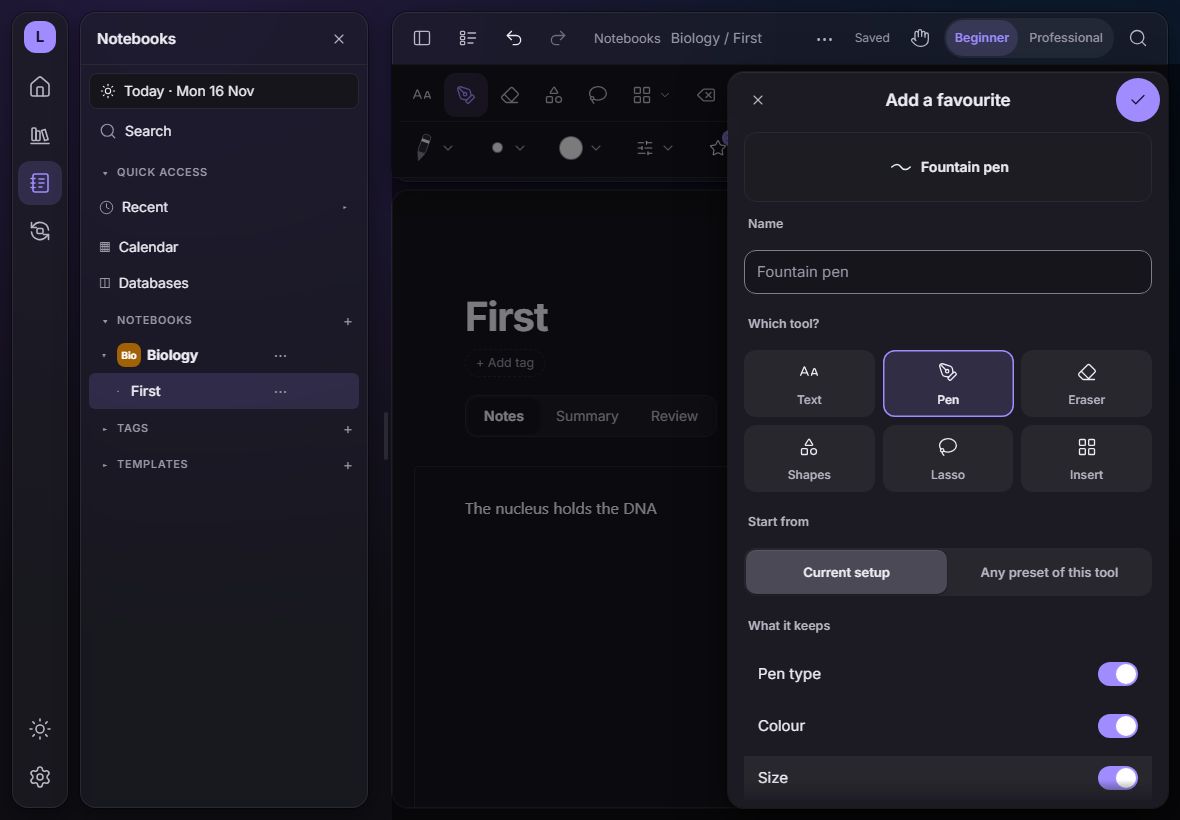 L
Notebooks
Today · Mon 16 Nov
Search
QUICK ACCESS
Recent
Calendar
Databases
NOTEBOOKS
Bio Biology
First
TAGS
TEMPLATES
Notebooks Biology / First
Saved
Beginner Professional
AA
First
+ Add tag
Notes Summary Review
The nucleus holds the DNA
Add a favourite
Fountain pen
Name
Fountain pen
Which tool?
AA
Text Pen Eraser
Shapes Lasso Insert
Start from
Current setup Any preset of this tool
What it keeps
Pen type
Colour
Size